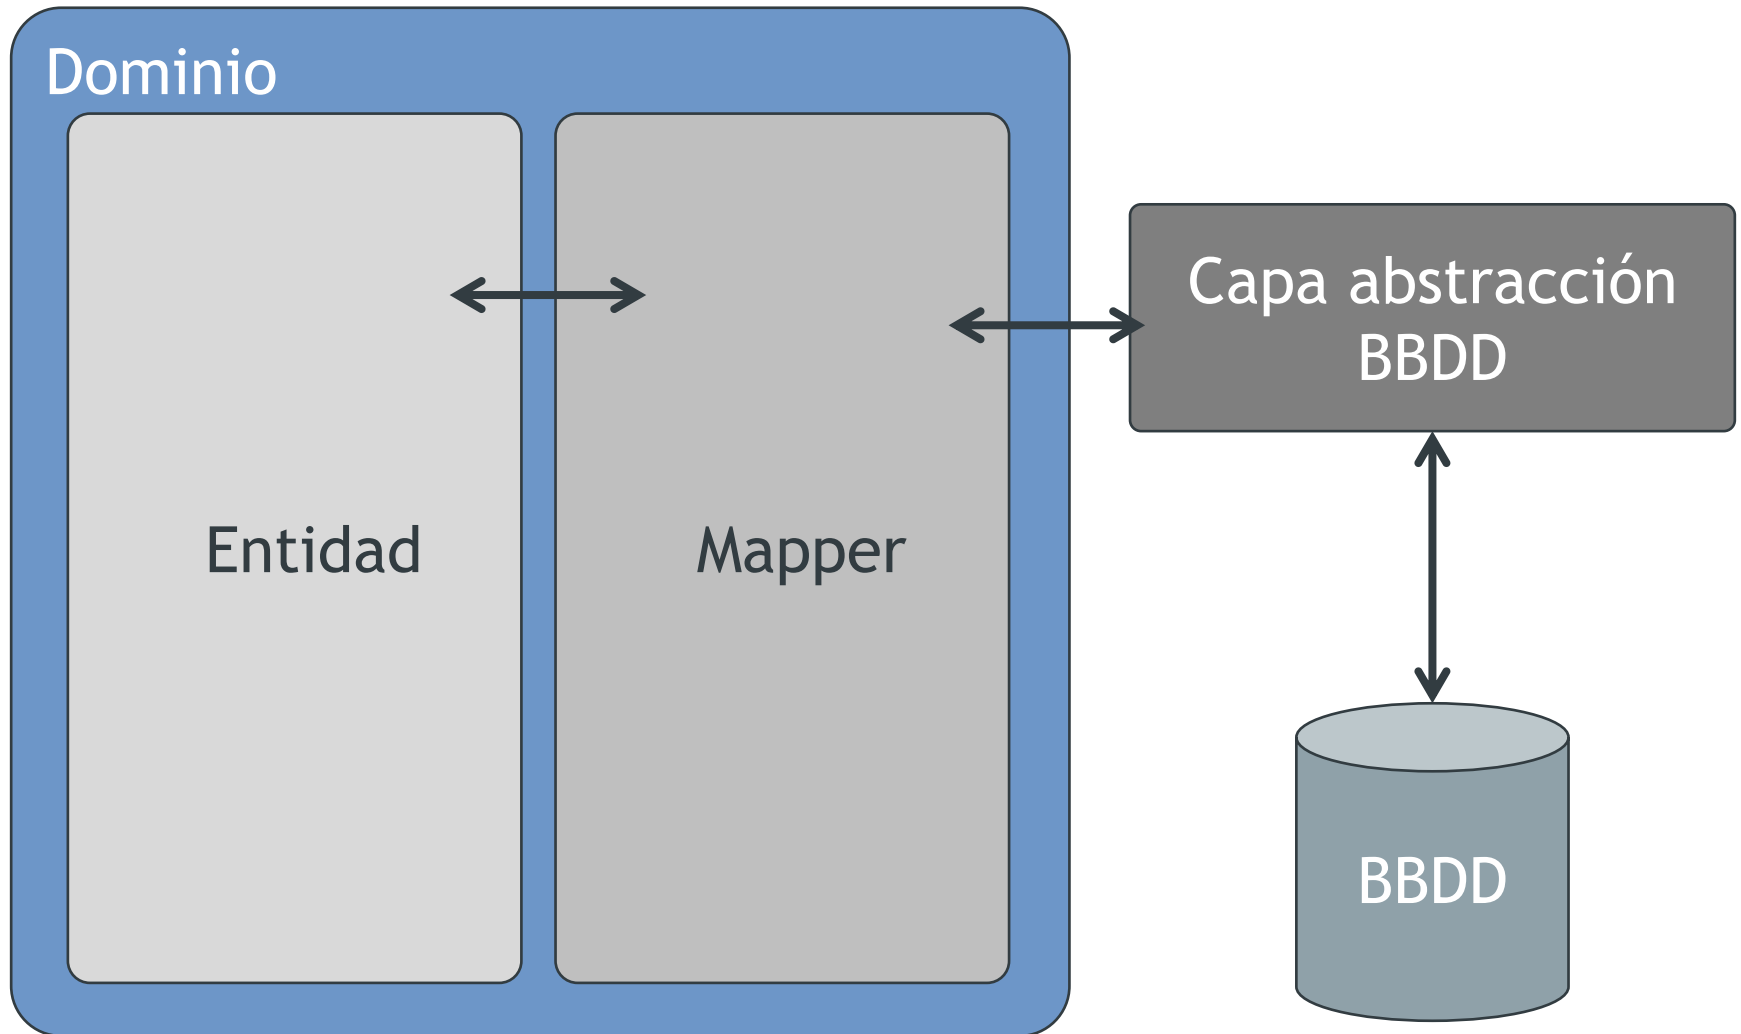 Dominio
Entidad
Mapper
Capa abstracción
BBDD
BBDD